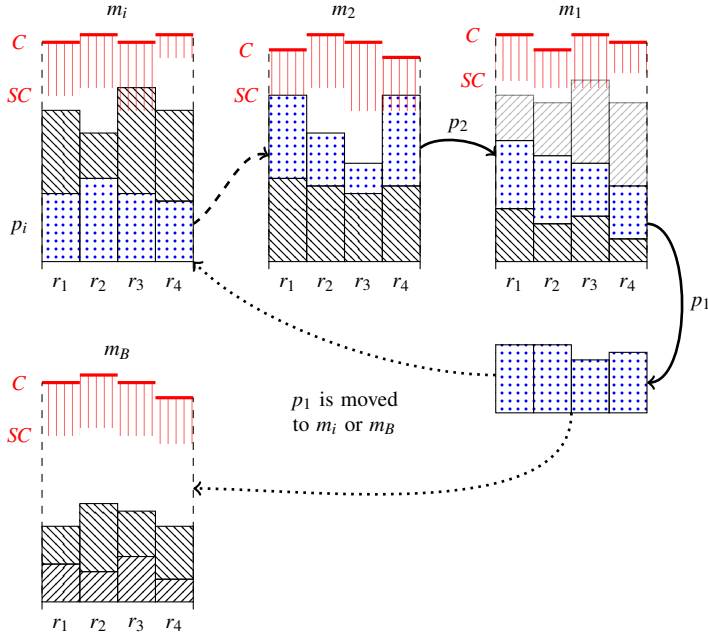 m_i m_2 m_1
C C C
SC SC SC
p_2
p_i
p_1
r_1 r_2 r_3 r_4 r_1 r_2 r_3 r_4 r_1 r_2 r_3 r_4
m_B
C
p_1 is moved
to m_i or m_B
SC
r_1 r_2 r_3 r_4